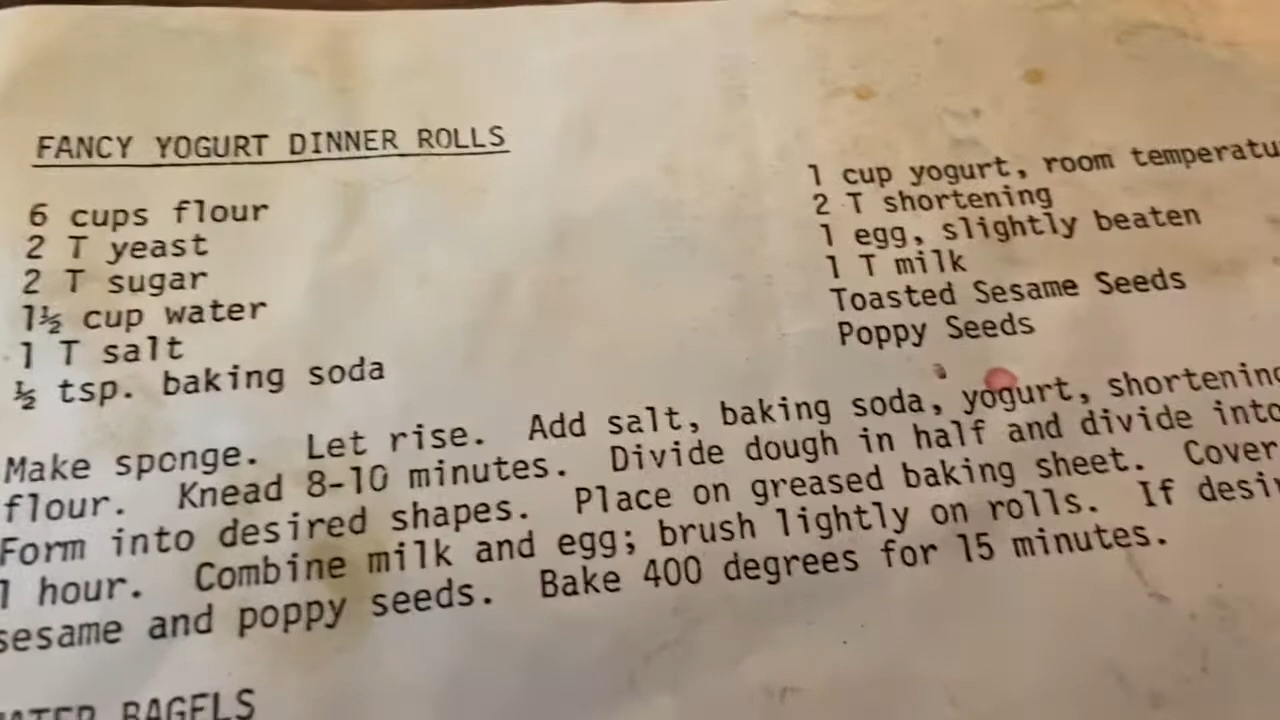 FANCY YOGURT DINNER ROLLS
6 cups flour
2 T yeast
2 T sugar
1½ cup water
1 T salt
½ tsp. baking soda
1 cup yogurt, room temperatu
2 T shortening
1 egg, slightly beaten
1 T milk
Toasted Sesame Seeds
Poppy Seeds
Make sponge. Let rise. Add salt, baking soda, yogurt, shortening
flour. Knead 8-10 minutes. Divide dough in half and divide into
Form into desired shapes. Place on greased baking sheet. Cover
1 hour. Combine milk and egg; brush lightly on rolls. If desir
sesame and poppy seeds. Bake 400 degrees for 15 minutes.
BAGELS